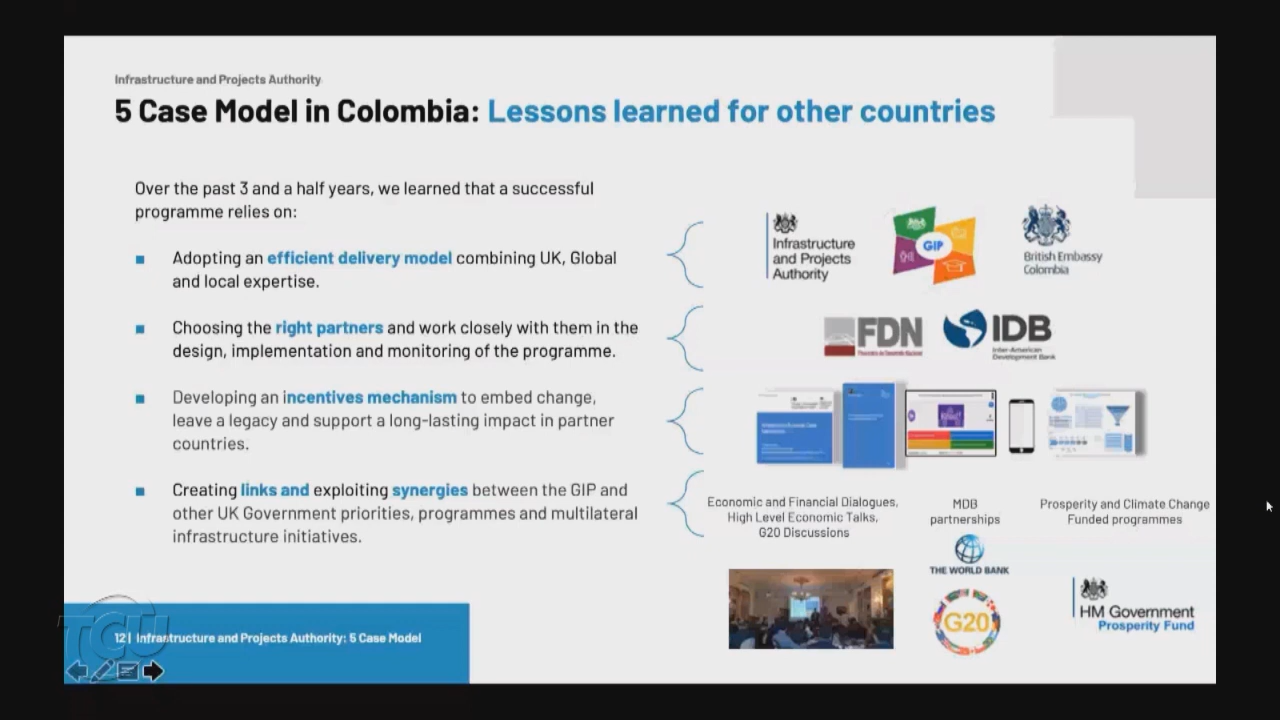 Infrastructure and Projects Authority
5 Case Model in Colombia: Lessons learned for other countries
Over the past 3 and a half years, we learned that a successful
programme relies on:
Adopting an efficient delivery model combining UK, Global
and local expertise.
Choosing the right partners and work closely with them in the
design, implementation and monitoring of the programme.
Developing an incentives mechanism to embed change,
leave a legacy and support a long-lasting impact in partner
countries.
Creating links and exploiting synergies between the GIP and
other UK Government priorities, programmes and multilateral
infrastructure initiatives.
Infrastructure
and Projects
Authority
GIP
British Embassy
Colombia
FDN
IDB
Inter-American
Development Bank
Economic and Financial Dialogues,
High Level Economic Talks,
G20 Discussions
MDB
partnerships
Prosperity and Climate Change
Funded programmes
THE WORLD BANK
G20
HM Government
Prosperity Fund
TCU
12 | Infrastructure and Projects Authority: 5 Case Model